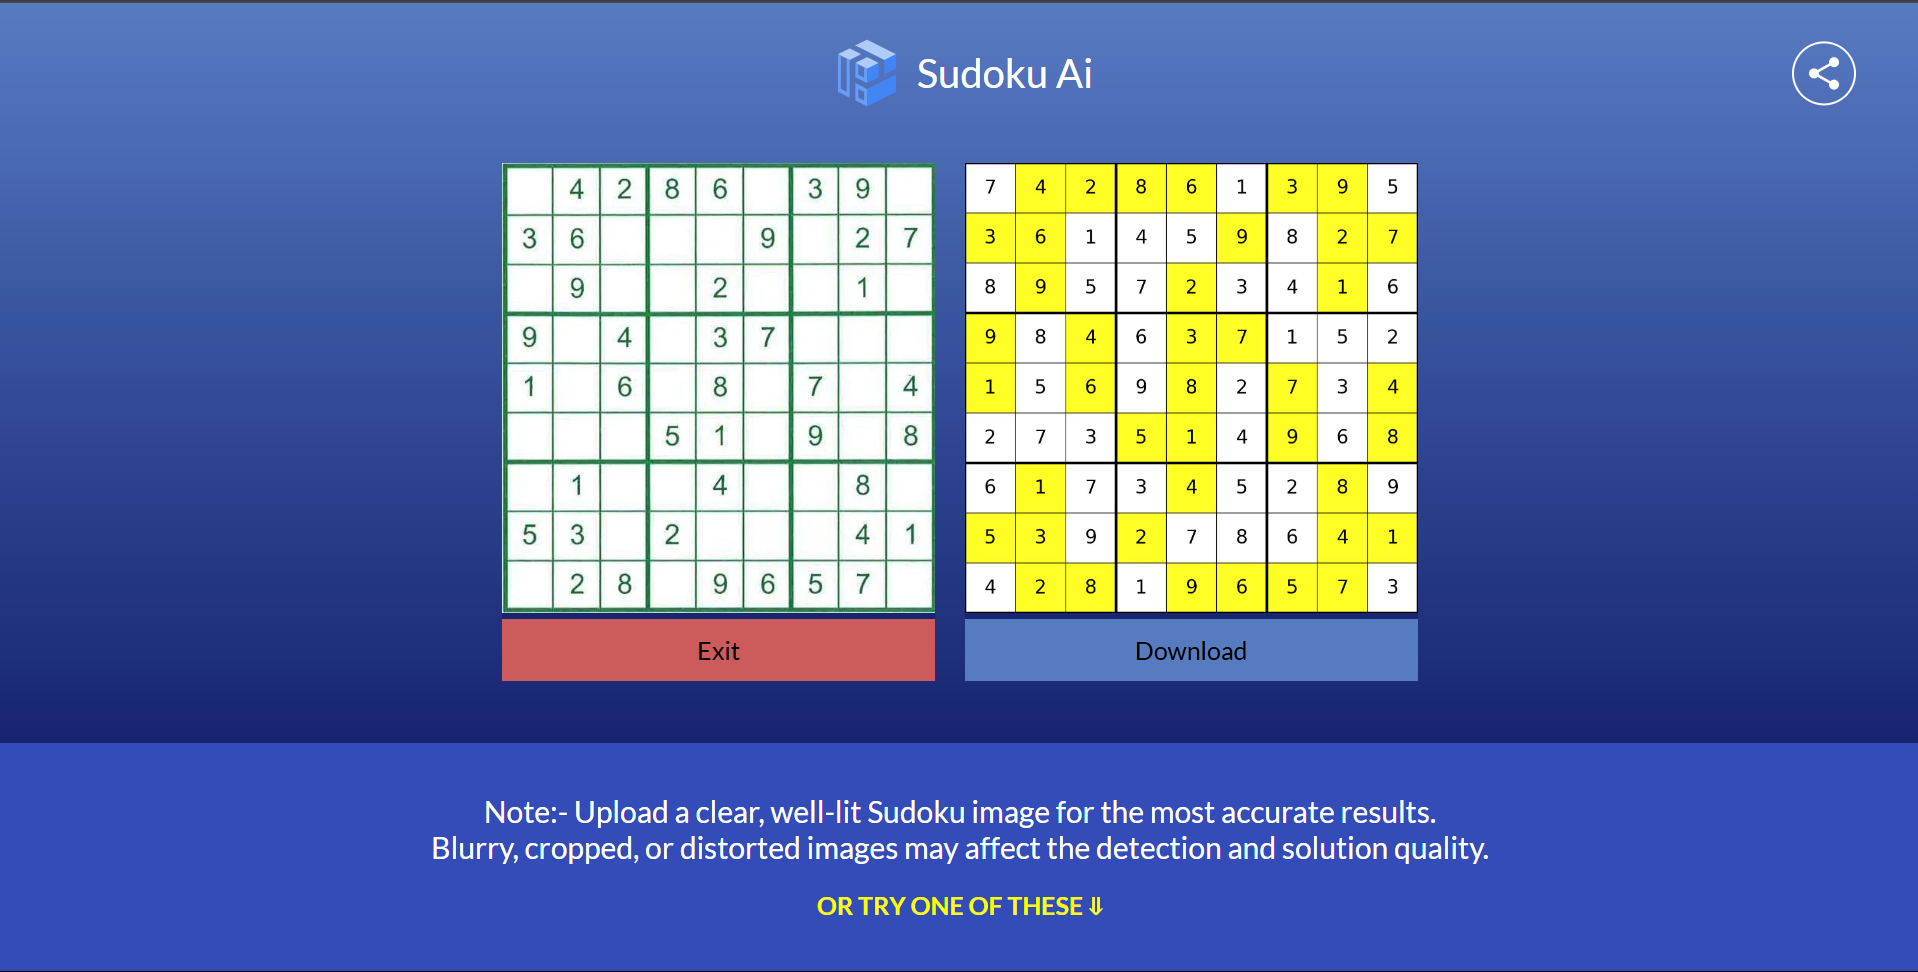 Sudoku Ai
4 2 8 6 3 9
3 6 9 2 7
9 2 1
9 4 3 7
1 6 8 7 4
5 1 9 8
1 4 8
5 3 2 4 1
2 8 9 6 5 7
7 4 2 8 6 1 3 9 5
3 6 1 4 5 9 8 2 7
8 9 5 7 2 3 4 1 6
9 8 4 6 3 7 1 5 2
1 5 6 9 8 2 7 3 4
2 7 3 5 1 4 9 6 8
6 1 7 3 4 5 2 8 9
5 3 9 2 7 8 6 4 1
4 2 8 1 9 6 5 7 3
Exit
Download
Note:- Upload a clear, well-lit Sudoku image for the most accurate results.
Blurry, cropped, or distorted images may affect the detection and solution quality.
OR TRY ONE OF THESE ⥥